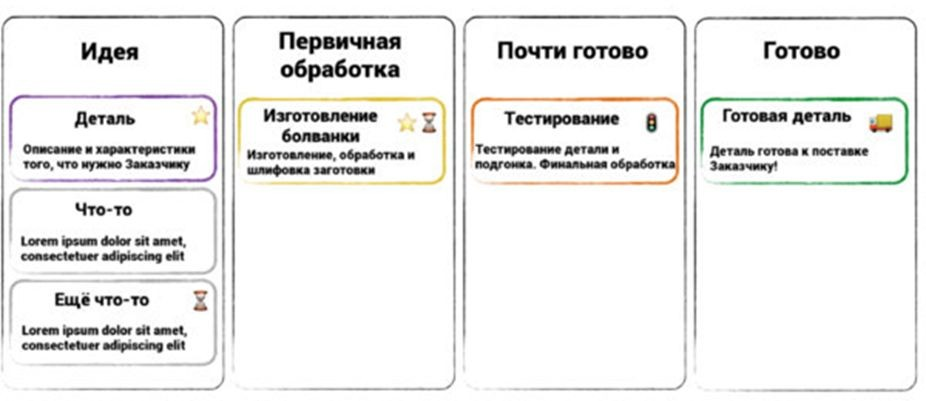 Идея
Деталь
Описание и характеристики
того, что нужно Заказчику
Что-то
Lorem ipsum dolor sit amet,
consectetuer adipiscing elit
Ещё что-то
Lorem ipsum dolor sit amet,
consectetuer adipiscing elit
Первичная
обработка
Изготовление
болванки
Изготовление, обработка и
шлифовка заготовки
Почти готово
Тестирование
Тестирование детали и
подгонка. Финальная обработка
Готово
Готовая деталь
Деталь готова к поставке
Заказчику!